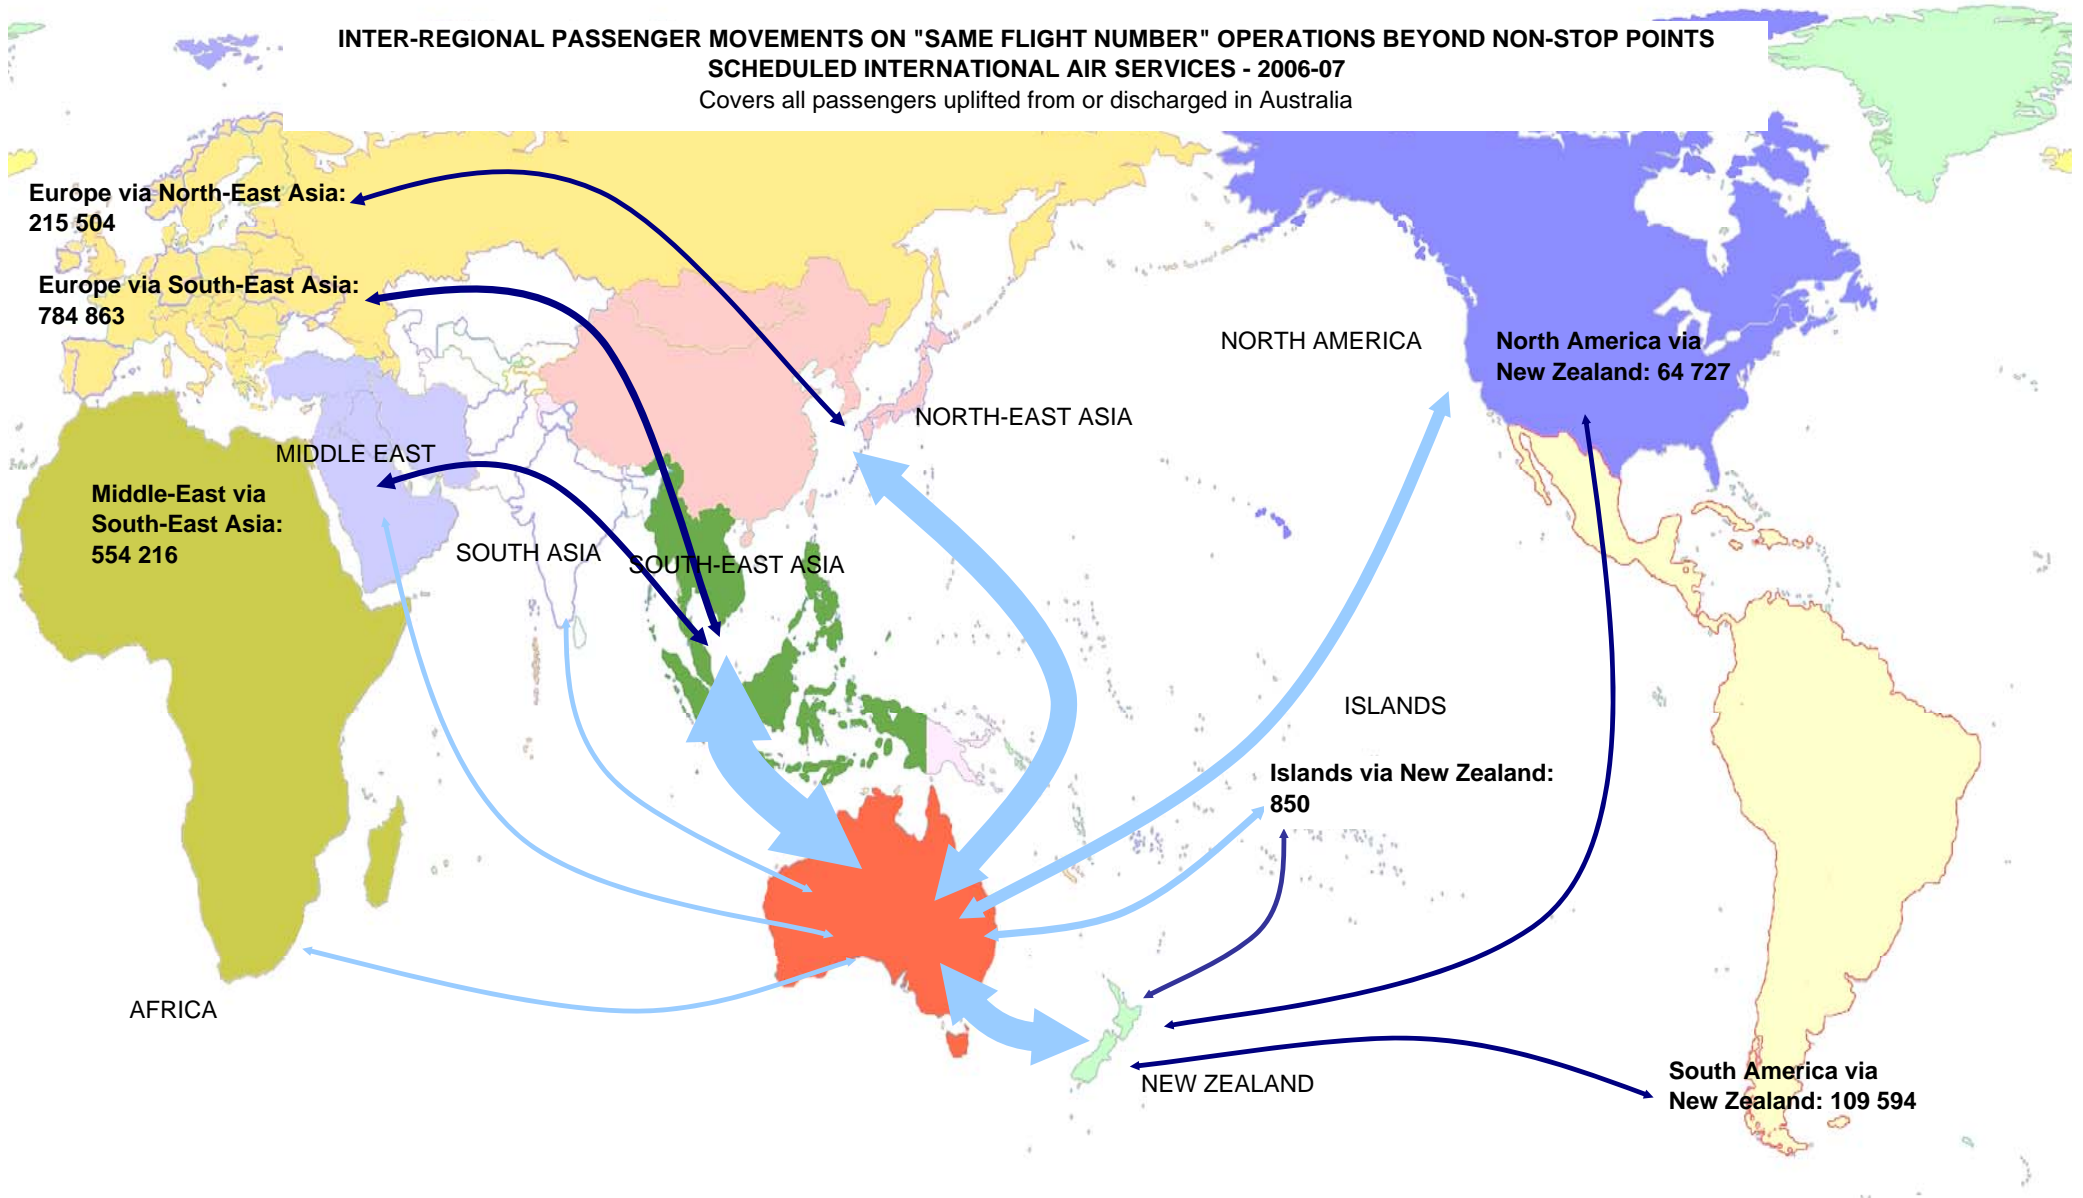 INTER-REGIONAL PASSENGER MOVEMENTS ON "SAME FLIGHT NUMBER" OPERATIONS BEYOND NON-STOP POINTS
SCHEDULED INTERNATIONAL AIR SERVICES - 2006-07
Covers all passengers uplifted from or discharged in Australia
Europe via North-East Asia:
215 504
Europe via South-East Asia:
784 863
NORTH AMERICA
North America via
New Zealand: 64 727
NORTH-EAST ASIA
MIDDLE EAST
Middle-East via
South-East Asia:
554 216
SOUTH ASIA
SOUTH-EAST ASIA
ISLANDS
Islands via New Zealand:
850
AFRICA
NEW ZEALAND
South America via
New Zealand: 109 594